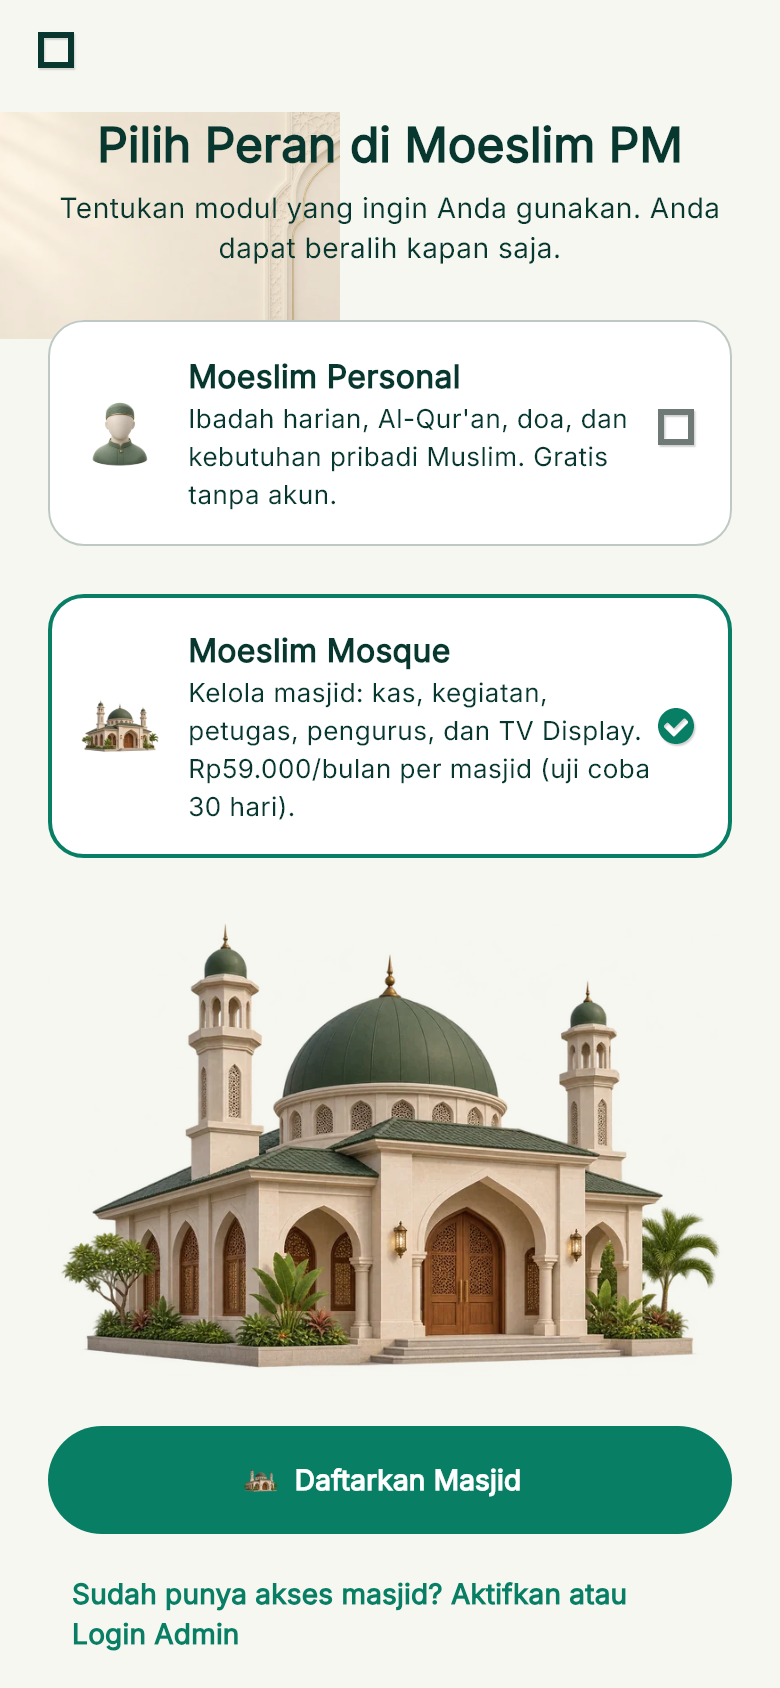 Pilih Peran di Moeslim PM
Tentukan modul yang ingin Anda gunakan. Anda
dapat beralih kapan saja.
Moeslim Personal
Ibadah harian, Al-Qur'an, doa, dan
kebutuhan pribadi Muslim. Gratis
tanpa akun.
Moeslim Mosque
Kelola masjid: kas, kegiatan,
petugas, pengurus, dan TV Display.
Rp59.000/bulan per masjid (uji coba
30 hari).
Daftarkan Masjid
Sudah punya akses masjid? Aktifkan atau
Login Admin